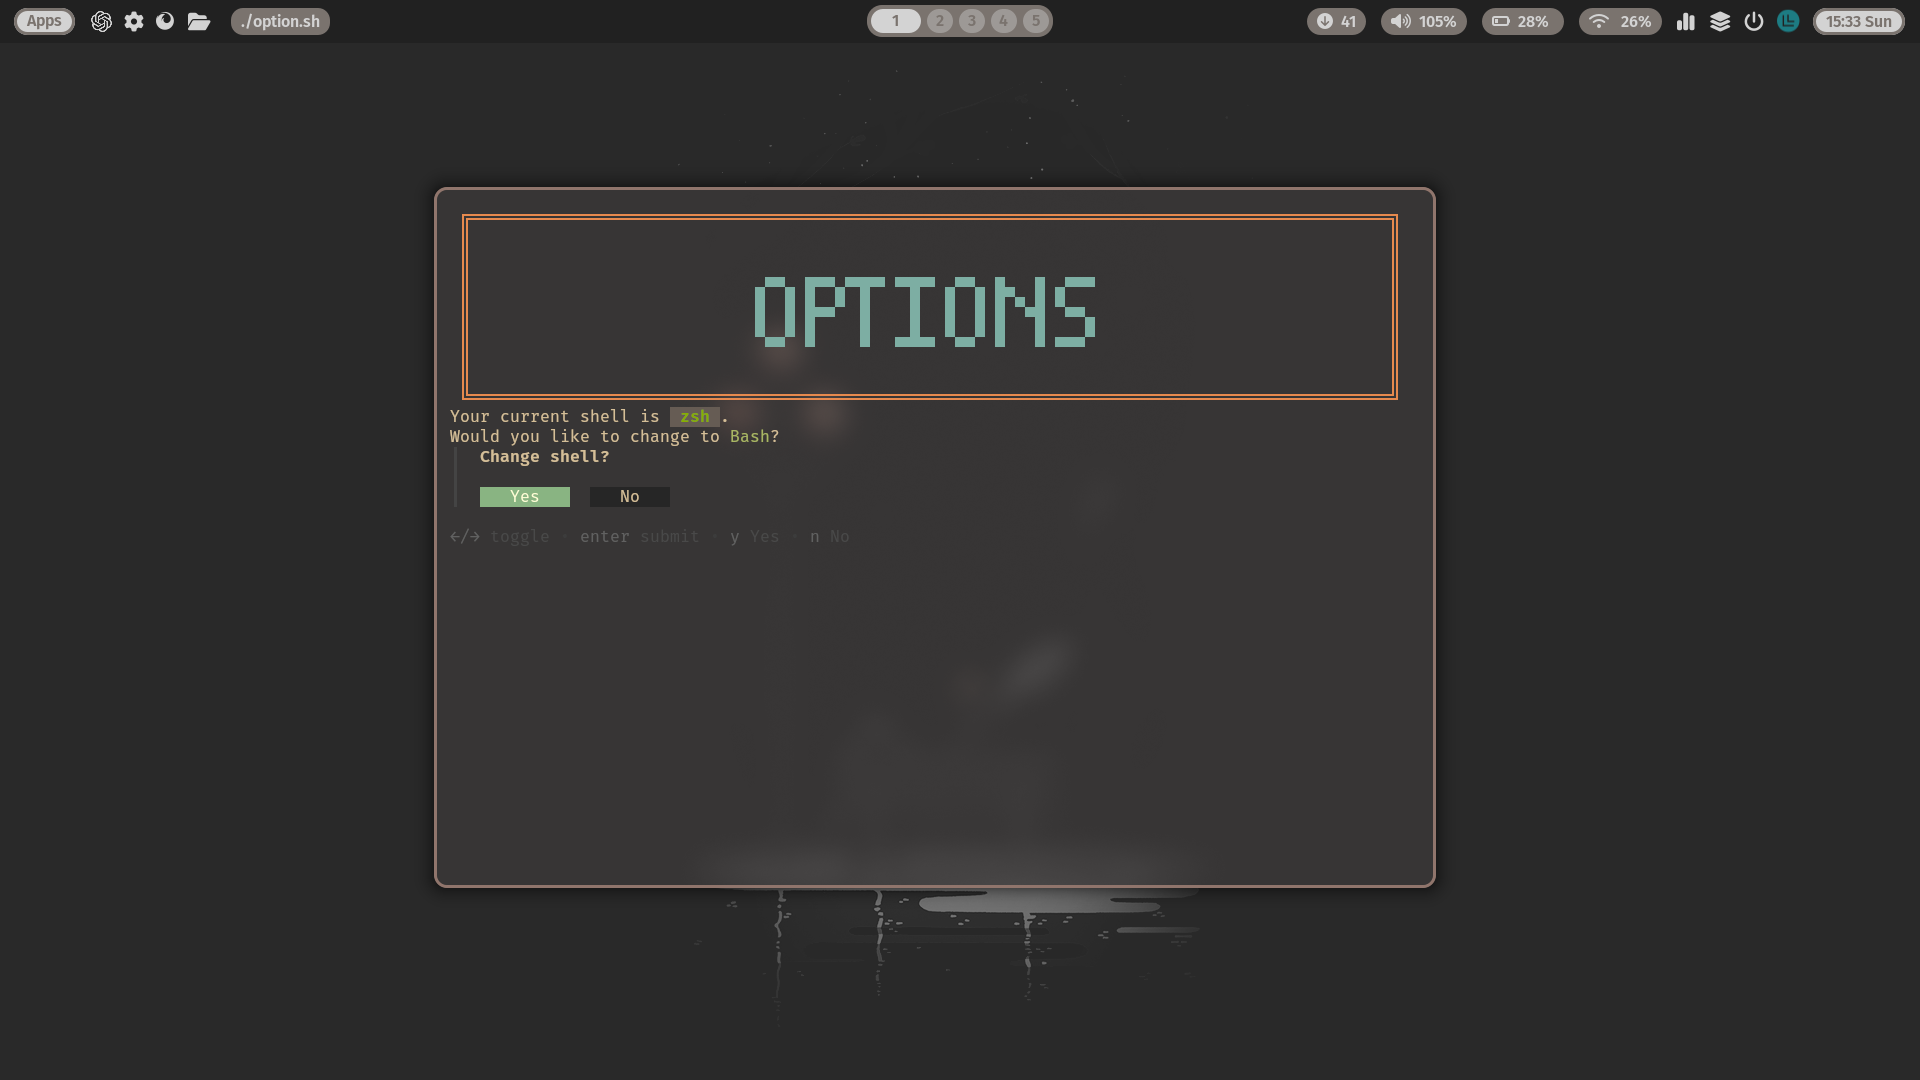 Apps ./option.sh 1 2 3 4 5 41 105% 28% 26% 15:33 Sun
OPTIONS
Your current shell is zsh.
Would you like to change to Bash?
Change shell?
Yes No
←/→ toggle · enter submit · y Yes · n No